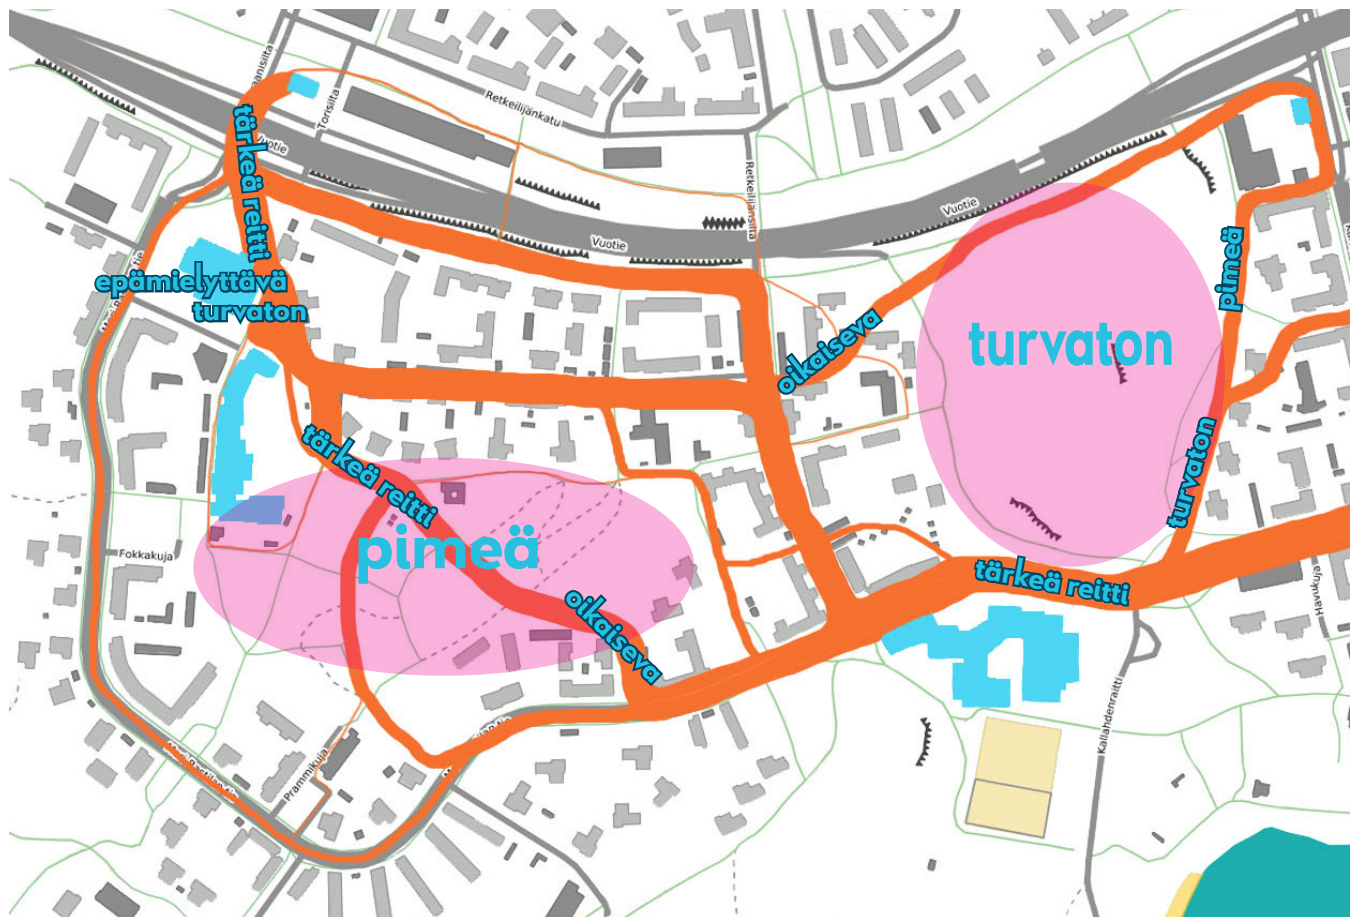 Torisilta
Retkeilijänkatu
Vuotie
tärkeä reitti
Retkeilijänsilta
Vuotie
Vuotie
epämielyttävä
turvaton
pimeä
oikaiseva
turvaton
tärkeä reitti
turvaton
pimeä
Fokkakuja
tärkeä reitti
oikaiseva
Havukuja
Kallahdenraitti
Prammikuja